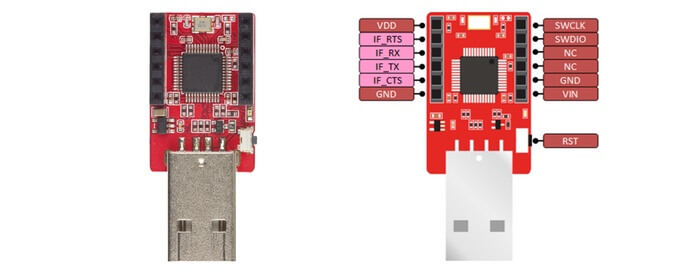 VDD
IF_RTS
IF_RX
IF_TX
IF_CTS
GND
SWCLK
SWDIO
NC
NC
GND
VIN
RST